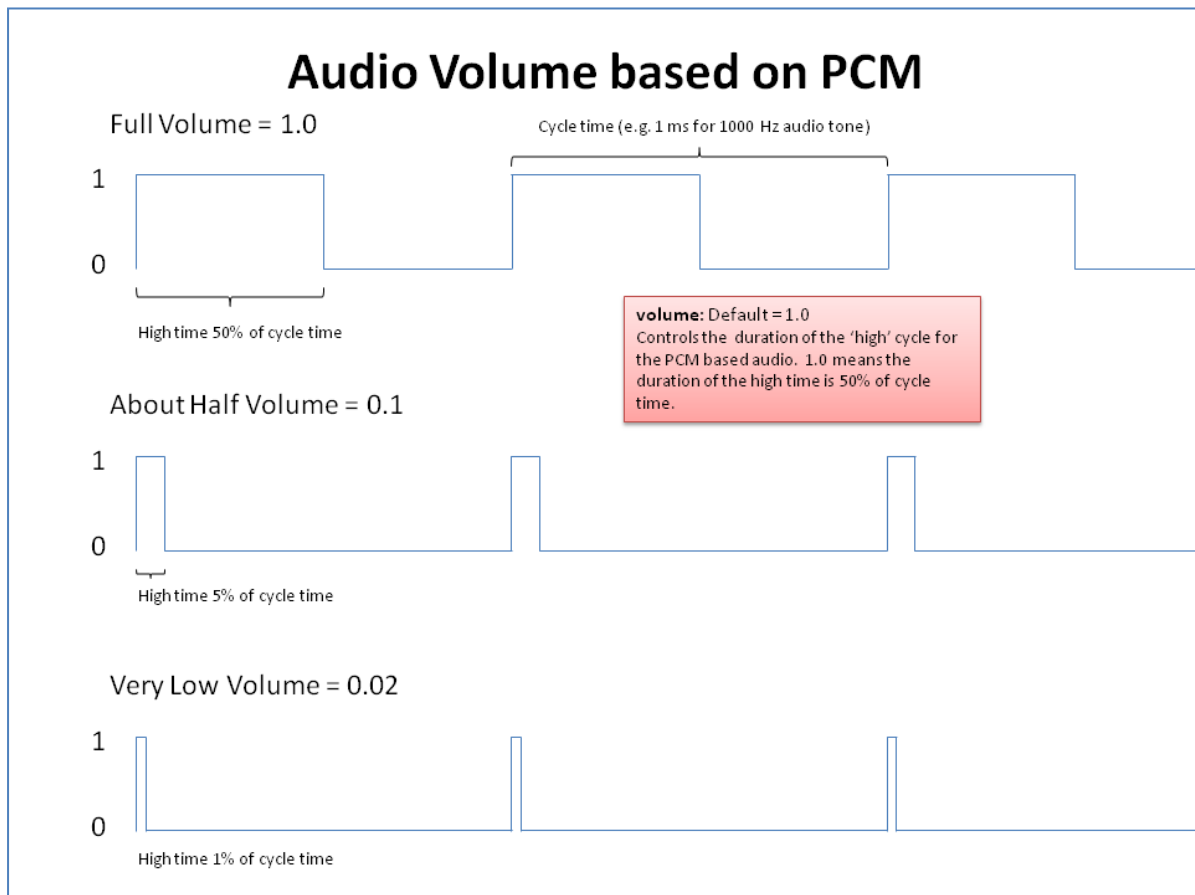 Audio Volume based on PCM
Full Volume = 1.0
Cycle time (e.g. 1 ms for 1000 Hz audio tone)
1
0
High time 50% of cycle time
volume: Default = 1.0
Controls the duration of the ‘high’ cycle for
the PCM based audio. 1.0 means the
duration of the high time is 50% of cycle
time.
About Half Volume = 0.1
1
0
High time 5% of cycle time
Very Low Volume = 0.02
1
0
High time 1% of cycle time